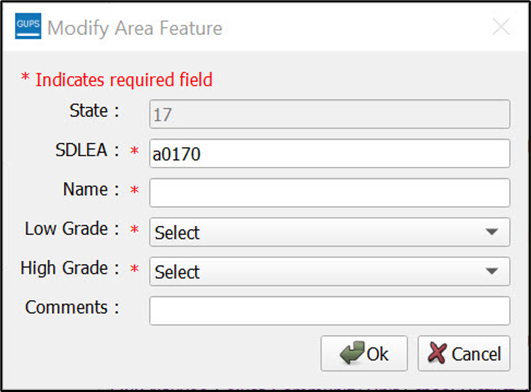 GUPS Modify Area Feature
* Indicates required field
State : 17
SDLEA : * a0170
Name : *
Low Grade : * Select
High Grade : * Select
Comments :
Ok Cancel